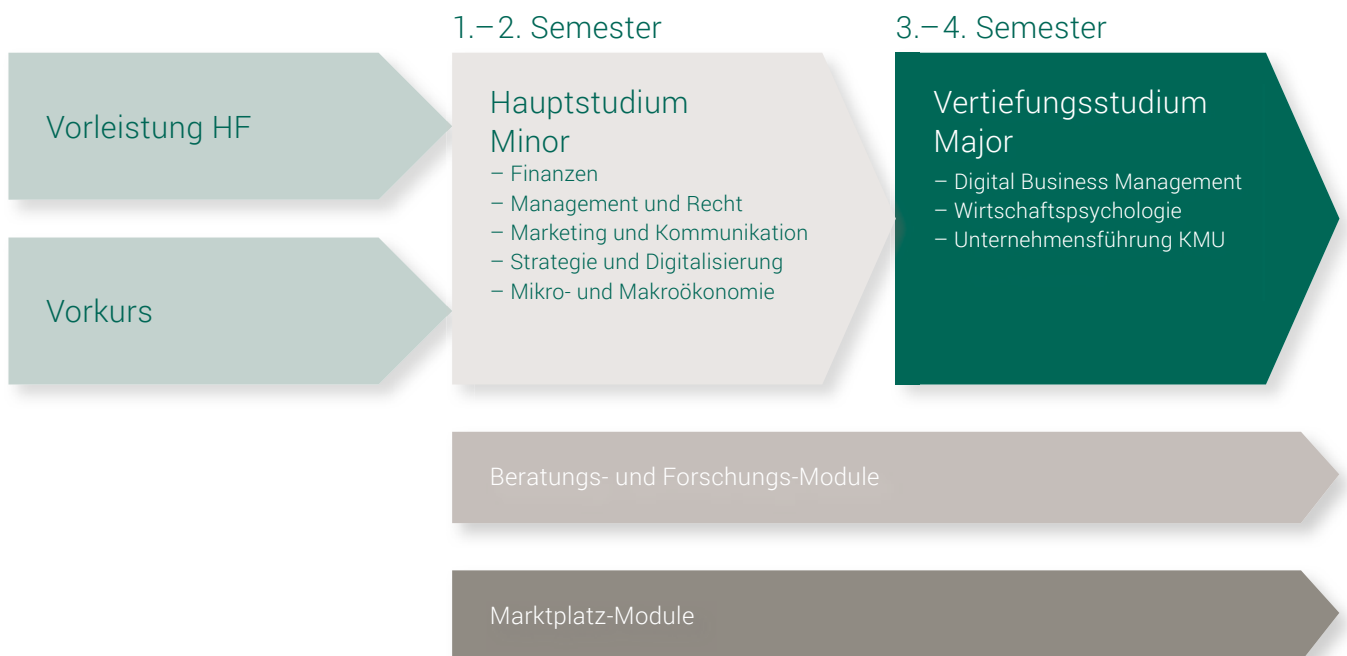 1.–2. Semester
3.–4. Semester
Vorleistung HF
Vorkurs
Hauptstudium
Minor
– Finanzen
– Management und Recht
– Marketing und Kommunikation
– Strategie und Digitalisierung
– Mikro- und Makroökonomie
Vertiefungsstudium
Major
– Digital Business Management
– Wirtschaftspsychologie
– Unternehmensführung KMU
Beratungs- und Forschungs-Module
Marktplatz-Module